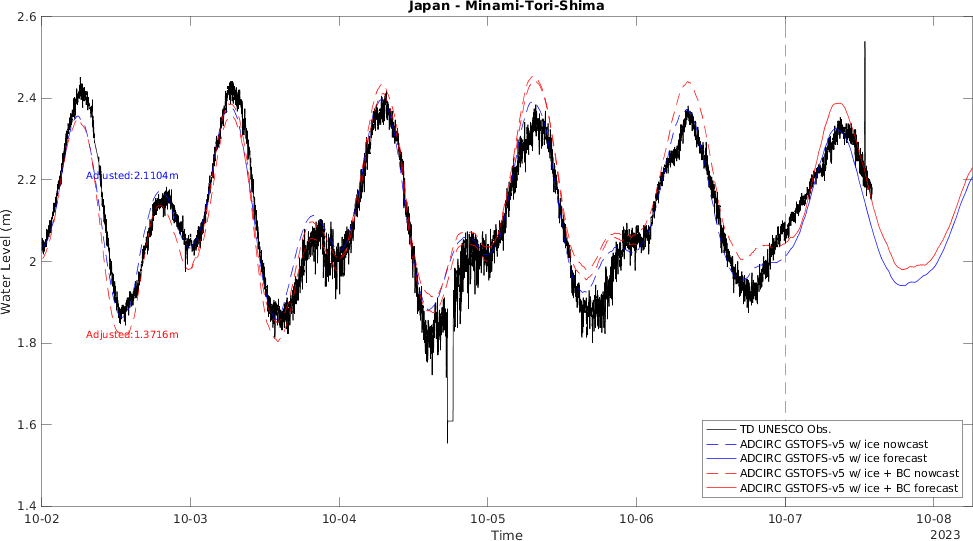 Japan - Minami-Tori-Shima
2.6
2.4
2.2
2
1.8
1.6
1.4
Water Level (m)
Adjusted:2.1104m
Adjusted:1.3716m
TD UNESCO Obs.
ADCIRC GSTOFS-v5 w/ ice nowcast
ADCIRC GSTOFS-v5 w/ ice forecast
ADCIRC GSTOFS-v5 w/ ice + BC nowcast
ADCIRC GSTOFS-v5 w/ ice + BC forecast
10-02 10-03 10-04 10-05 10-06 10-07 10-08
Time
2023